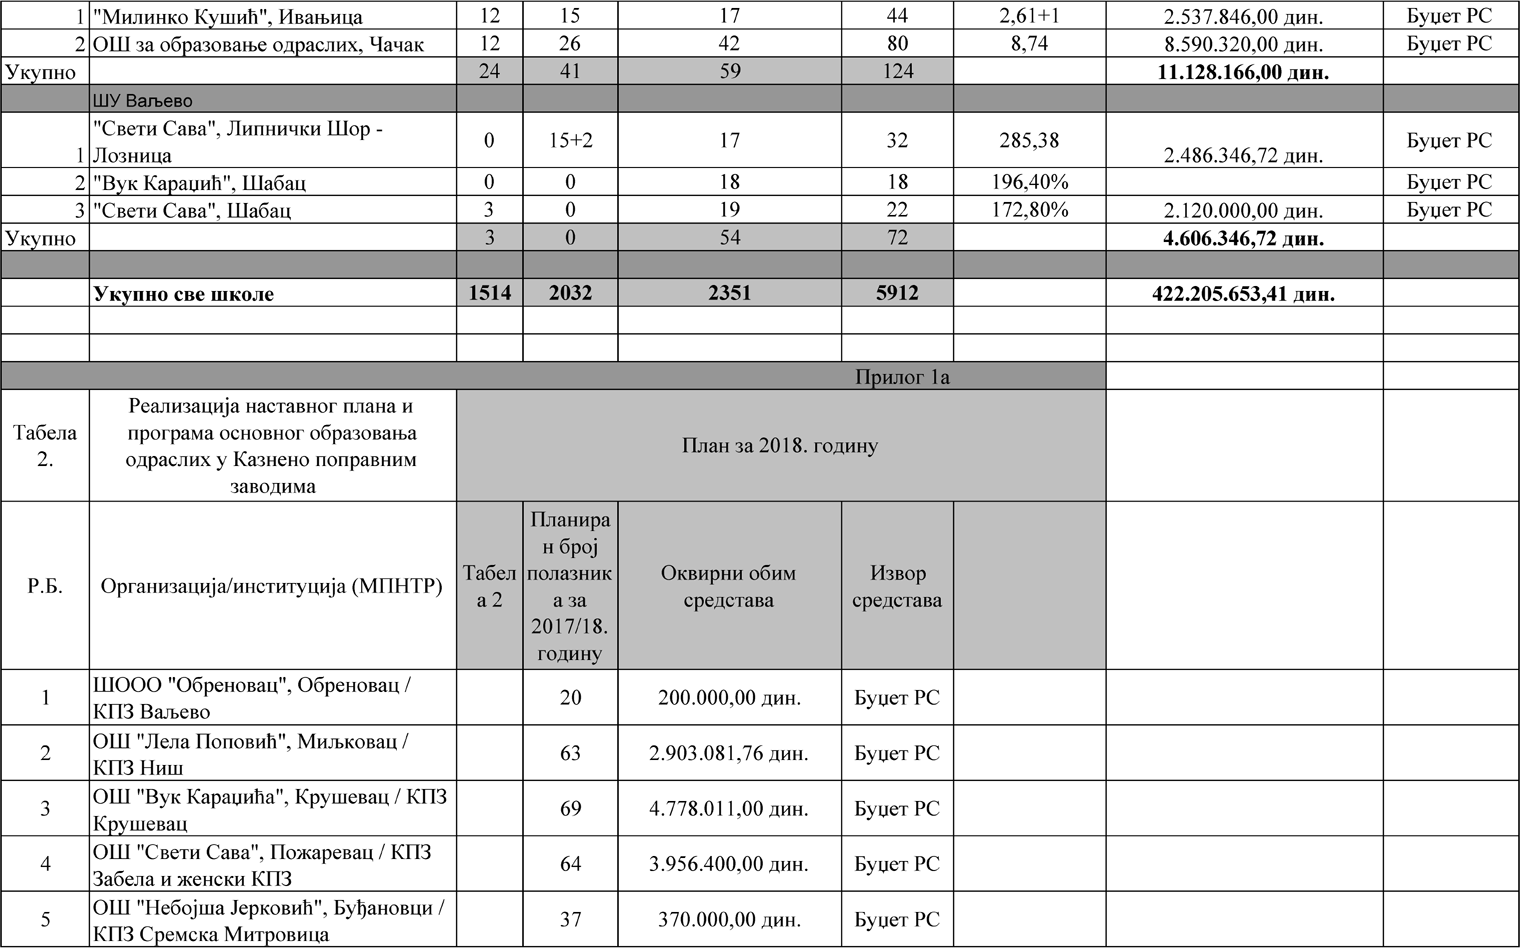 1 "Милинко Кушић", Ивањица 12 15 17 44 2,61+1 2.537.846,00 дин. Буџет РС
2 ОШ за образовање одраслих, Чачак 12 26 42 80 8,74 8.590.320,00 дин. Буџет РС
Укупно 24 41 59 124 11.128.166,00 дин.
ШУ Ваљево
"Свети Сава", Липнички Шор -
1 Лозница 0 15+2 17 32 285,38 2.486.346,72 дин. Буџет РС
2 "Вук Караџић", Шабац 0 0 18 18 196,40% Буџет РС
3 "Свети Сава", Шабац 3 0 19 22 172,80% 2.120.000,00 дин. Буџет РС
Укупно 3 0 54 72 4.606.346,72 дин.
Укупно све школе 1514 2032 2351 5912 422.205.653,41 дин.
Прилог 1а
Табела
2.
Реализација наставног плана и
програма основног образовања
одраслих у Казнено поправним
заводима
План за 2018. годину
Р.Б.
Организација/институција (МПНТР)
Табел
а 2
Планира
н број
полазник
а за
2017/18.
годину
Оквирни обим
средстава
Извор
средстава
1 ШООО "Обреновац", Обреновац /
КПЗ Ваљево 20 200.000,00 дин. Буџет РС
2 ОШ "Лела Поповић", Миљковац /
КПЗ Ниш 63 2.903.081,76 дин. Буџет РС
3 ОШ "Вук Караџића", Крушевац / КПЗ
Крушевац 69 4.778.011,00 дин. Буџет РС
4 ОШ "Свети Сава", Пожаревац / КПЗ
Забела и женски КПЗ 64 3.956.400,00 дин. Буџет РС
5 ОШ "Небојша Јерковић", Буђановци /
КПЗ Сремска Митровица 37 370.000,00 дин. Буџет РС